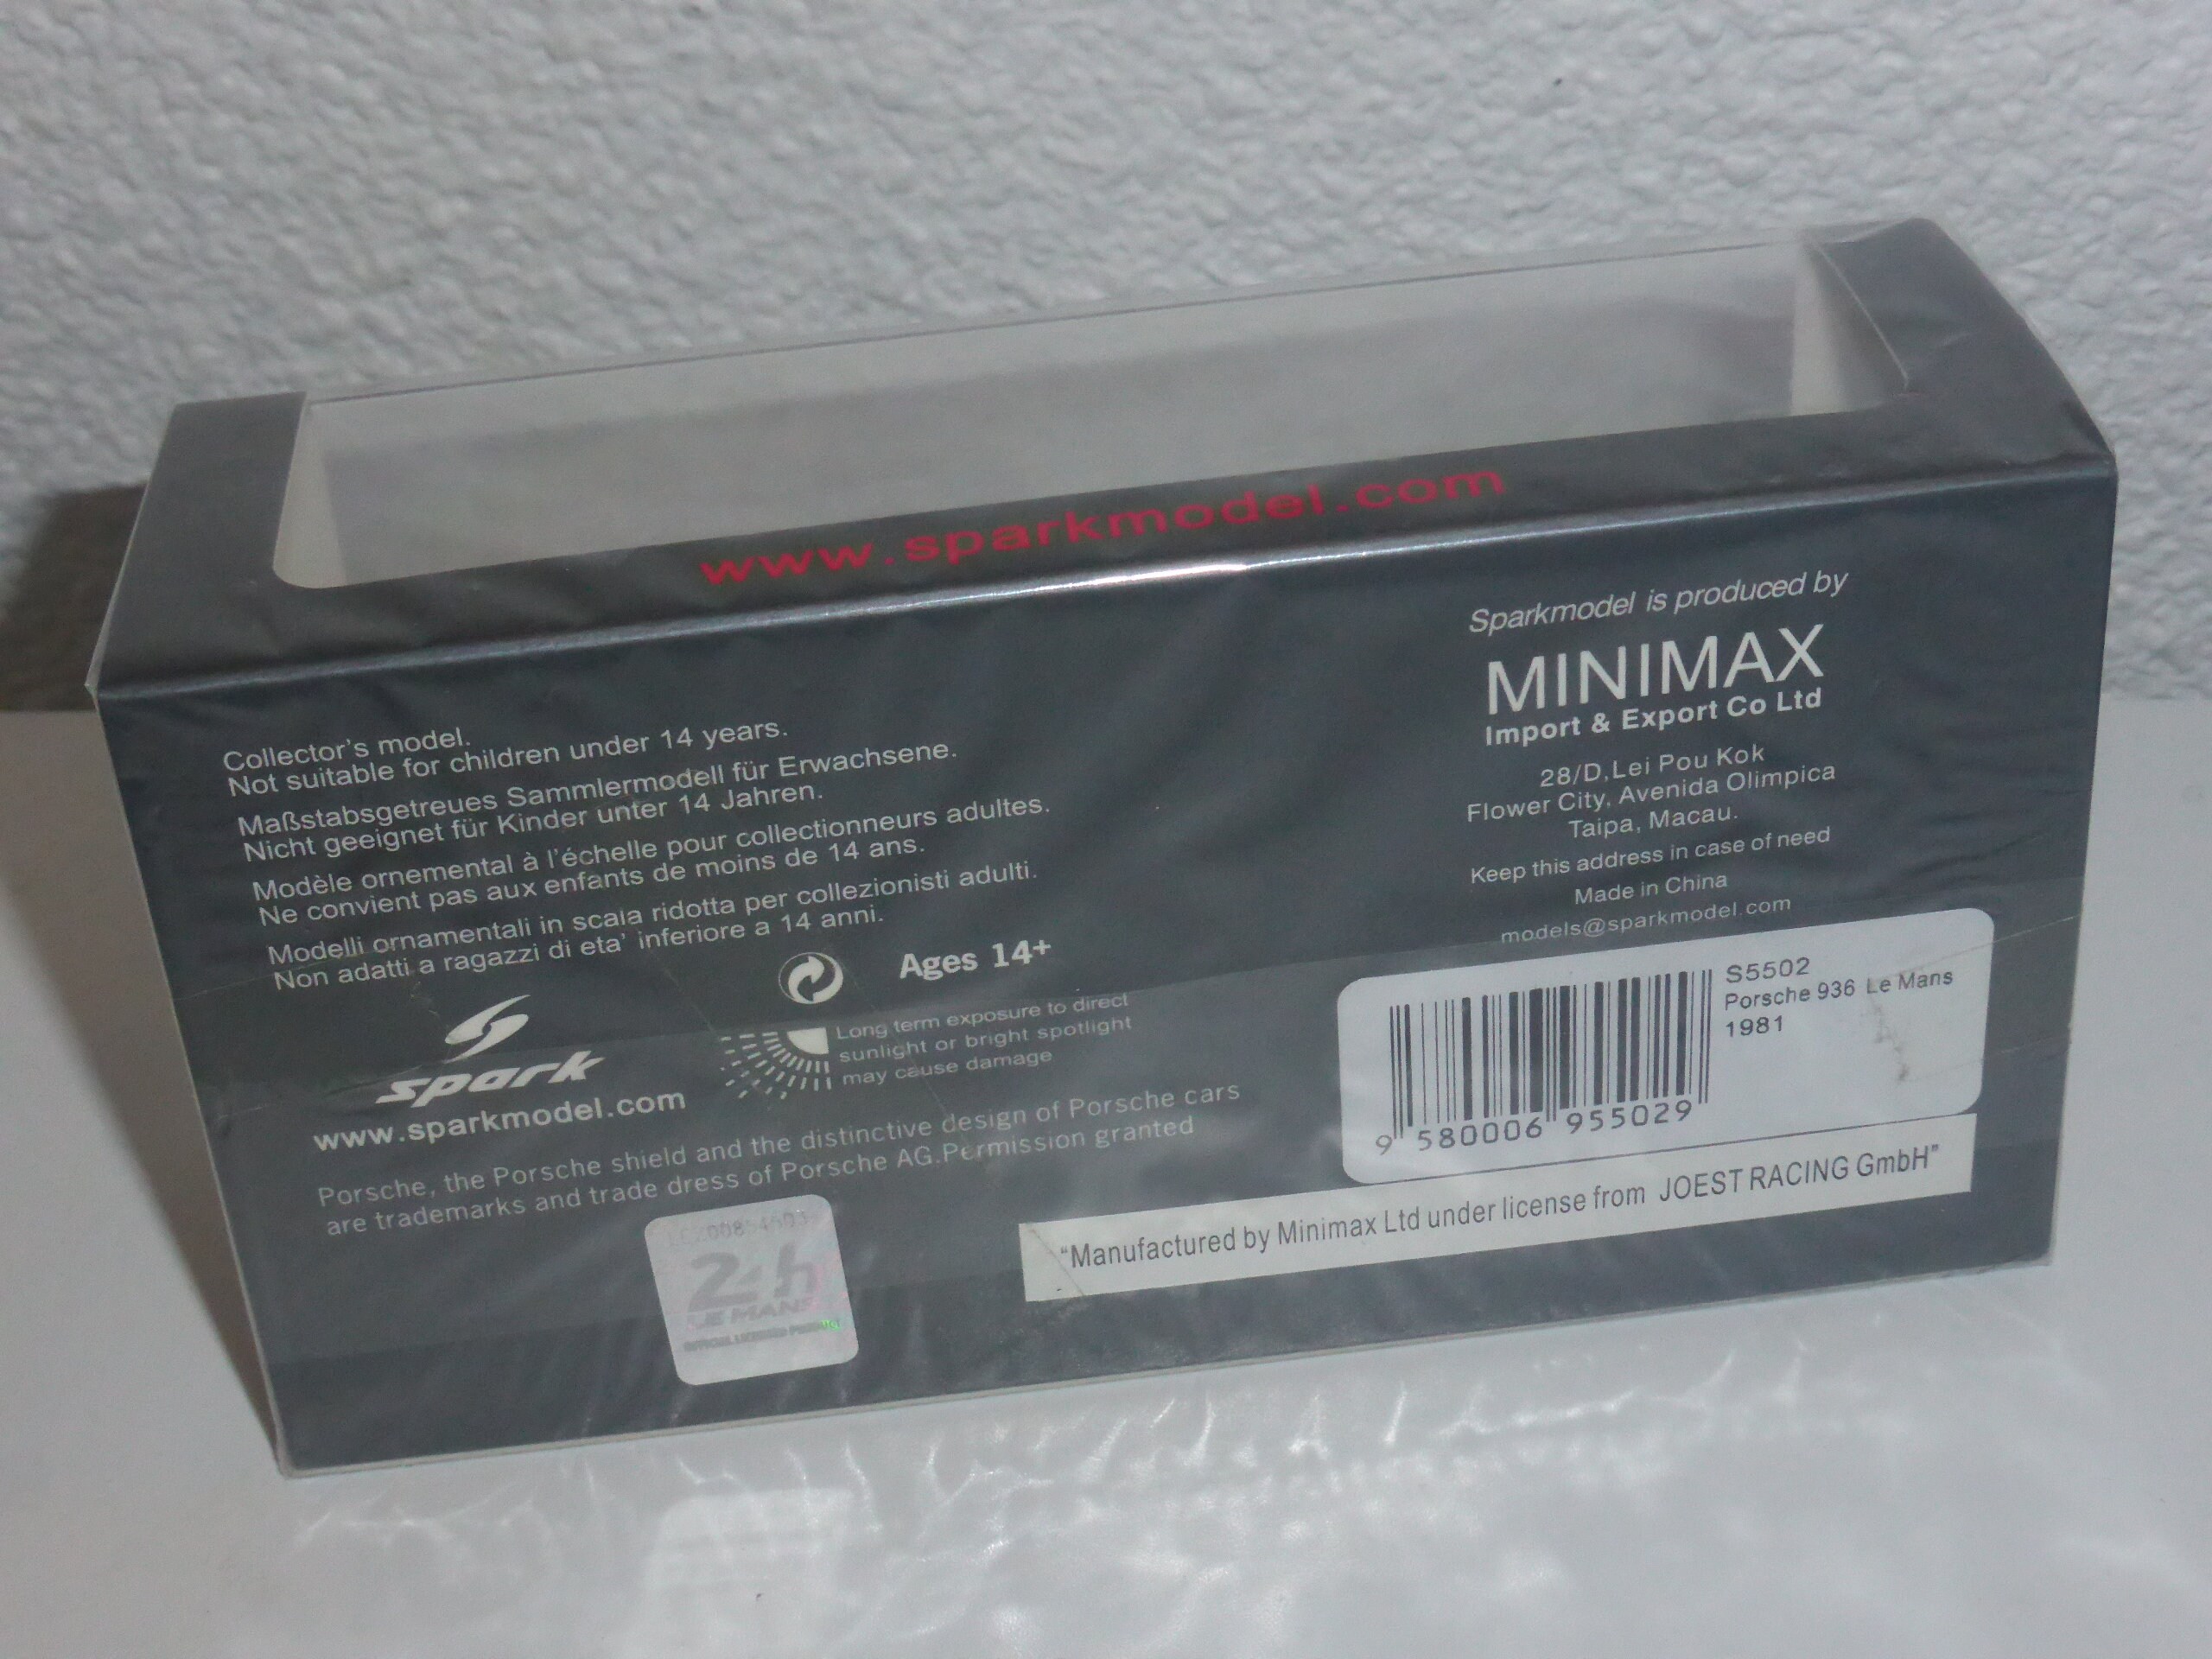 www.sparkmodel.com
Sparkmodel is produced by
MINIMAX
Import & Export Co Ltd
28/D,Lei Pou Kok
Flower City, Avenida Olimpica
Taipa, Macau.
Keep this address in case of need
Made in China
models@sparkmodel.com
Collector's model.
Not suitable for children under 14 years.
Maßstabsgetreues Sammlermodell für Erwachsene.
Nicht geeignet für Kinder unter 14 Jahren.
Modèle ornemental à l'échelle pour collectionneurs adultes.
Ne convient pas aux enfants de moins de 14 ans.
Modelli ornamentali in scala ridotta per collezionisti adulti.
Non adatti a ragazzi di eta' inferiore a 14 anni.
Ages 14+
Long term exposure to direct
sunlight or bright spotlight
may cause damage
spark
www.sparkmodel.com
Porsche, the Porsche shield and the distinctive design of Porsche cars
are trademarks and trade dress of Porsche AG.Permission granted
S5502
Porsche 936 Le Mans
1981
9 580006 955029
"Manufactured by Minimax Ltd under license from JOEST RACING GmbH"
24h
LE MANS
OFFICIAL LICENSED PRODUCT